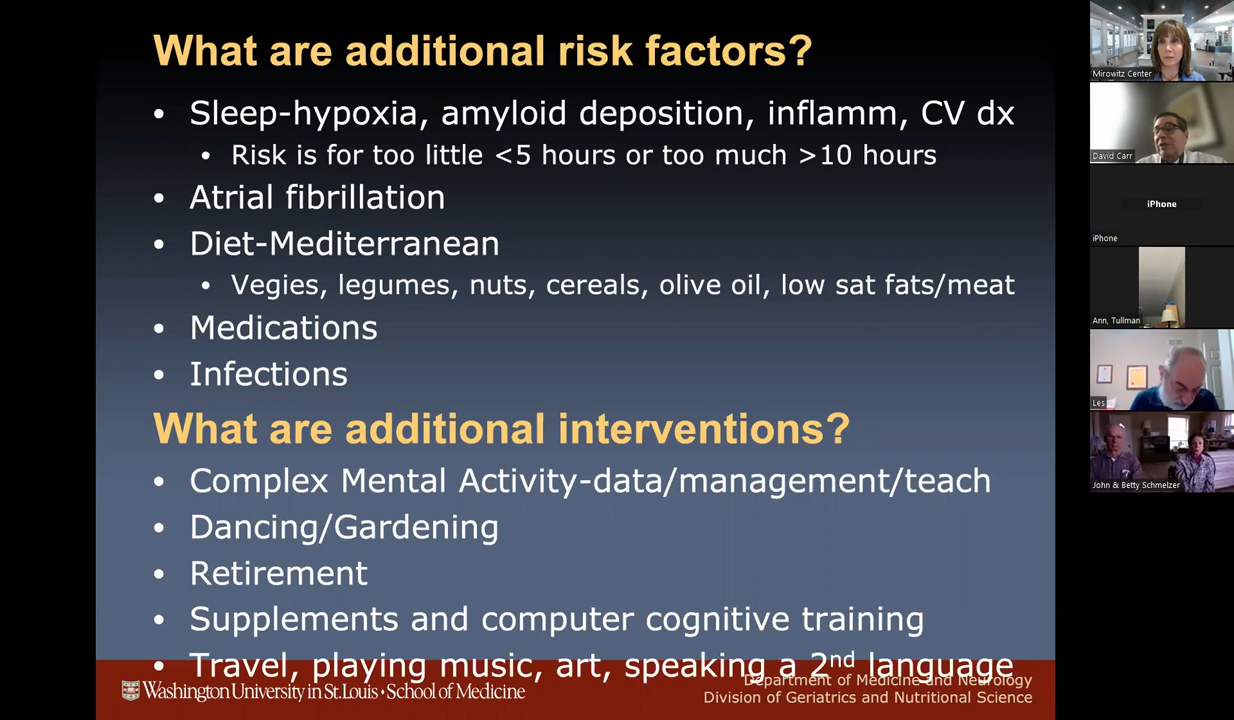 What are additional risk factors?
• Sleep-hypoxia, amyloid deposition, inflamm, CV dx
• Risk is for too little <5 hours or too much >10 hours
• Atrial fibrillation
• Diet-Mediterranean
• Vegies, legumes, nuts, cereals, olive oil, low sat fats/meat
• Medications
• Infections
What are additional interventions?
• Complex Mental Activity-data/management/teach
• Dancing/Gardening
• Retirement
• Supplements and computer cognitive training
• Travel, playing music, art, speaking a 2nd language
Washington University in St. Louis • School of Medicine
Department of Medicine and Neurology
Division of Geriatrics and Nutritional Science
Mirowitz Center
David Carr
iPhone
iPhone
Ann, Tullman
Les
John & Betty Schmelzer